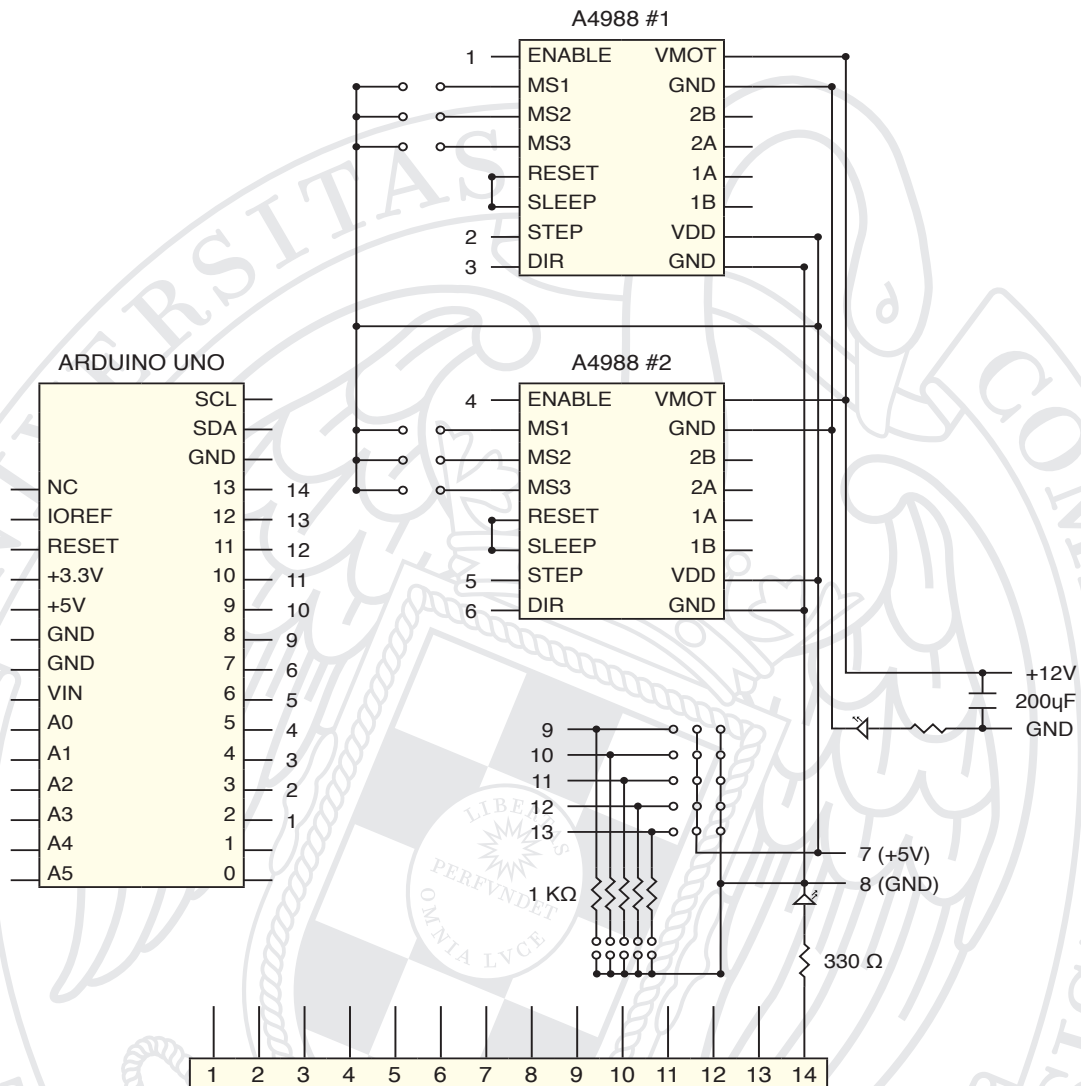 A4988 #1
1 ENABLE VMOT
MS1 GND
MS2 2B
MS3 2A
RESET 1A
SLEEP 1B
2 STEP VDD
3 DIR GND
ARDUINO UNO
SCL
SDA
GND
NC 13 14
IOREF 12 13
RESET 11 12
+3.3V 10 11
+5V 9 10
GND 8 9
GND 7 6
VIN 6 5
A0 5 4
A1 4 3
A2 3 2
A3 2 1
A4 1
A5 0
A4988 #2
4 ENABLE VMOT
MS1 GND
MS2 2B
MS3 2A
RESET 1A
SLEEP 1B
5 STEP VDD
6 DIR GND
+12V
200uF
GND
9
10
11
12
13
7 (+5V)
8 (GND)
1 KΩ
330 Ω
1 2 3 4 5 6 7 8 9 10 11 12 13 14
LIBERTAS
PERFVNDET
OMNIA LVCE